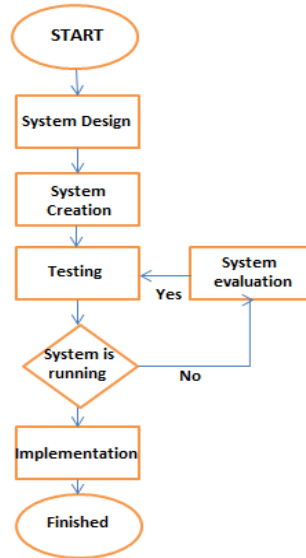 START
System Design
System
Creation
Testing
System
evaluation
Yes
System is
running
No
Implementation
Finished